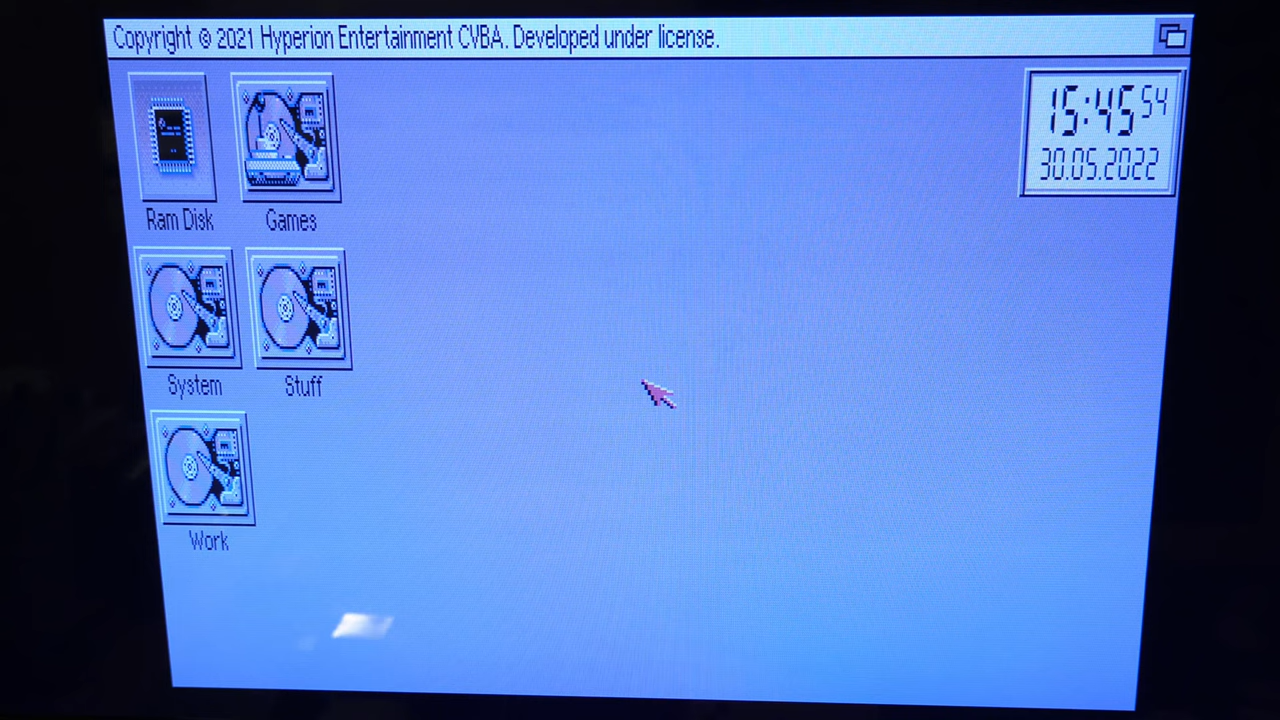 Copyright © 2021 Hyperion Entertainment CVBA. Developed under license.
15:45 54
30.05.2022
Ram Disk
Games
System
Stuff
Work